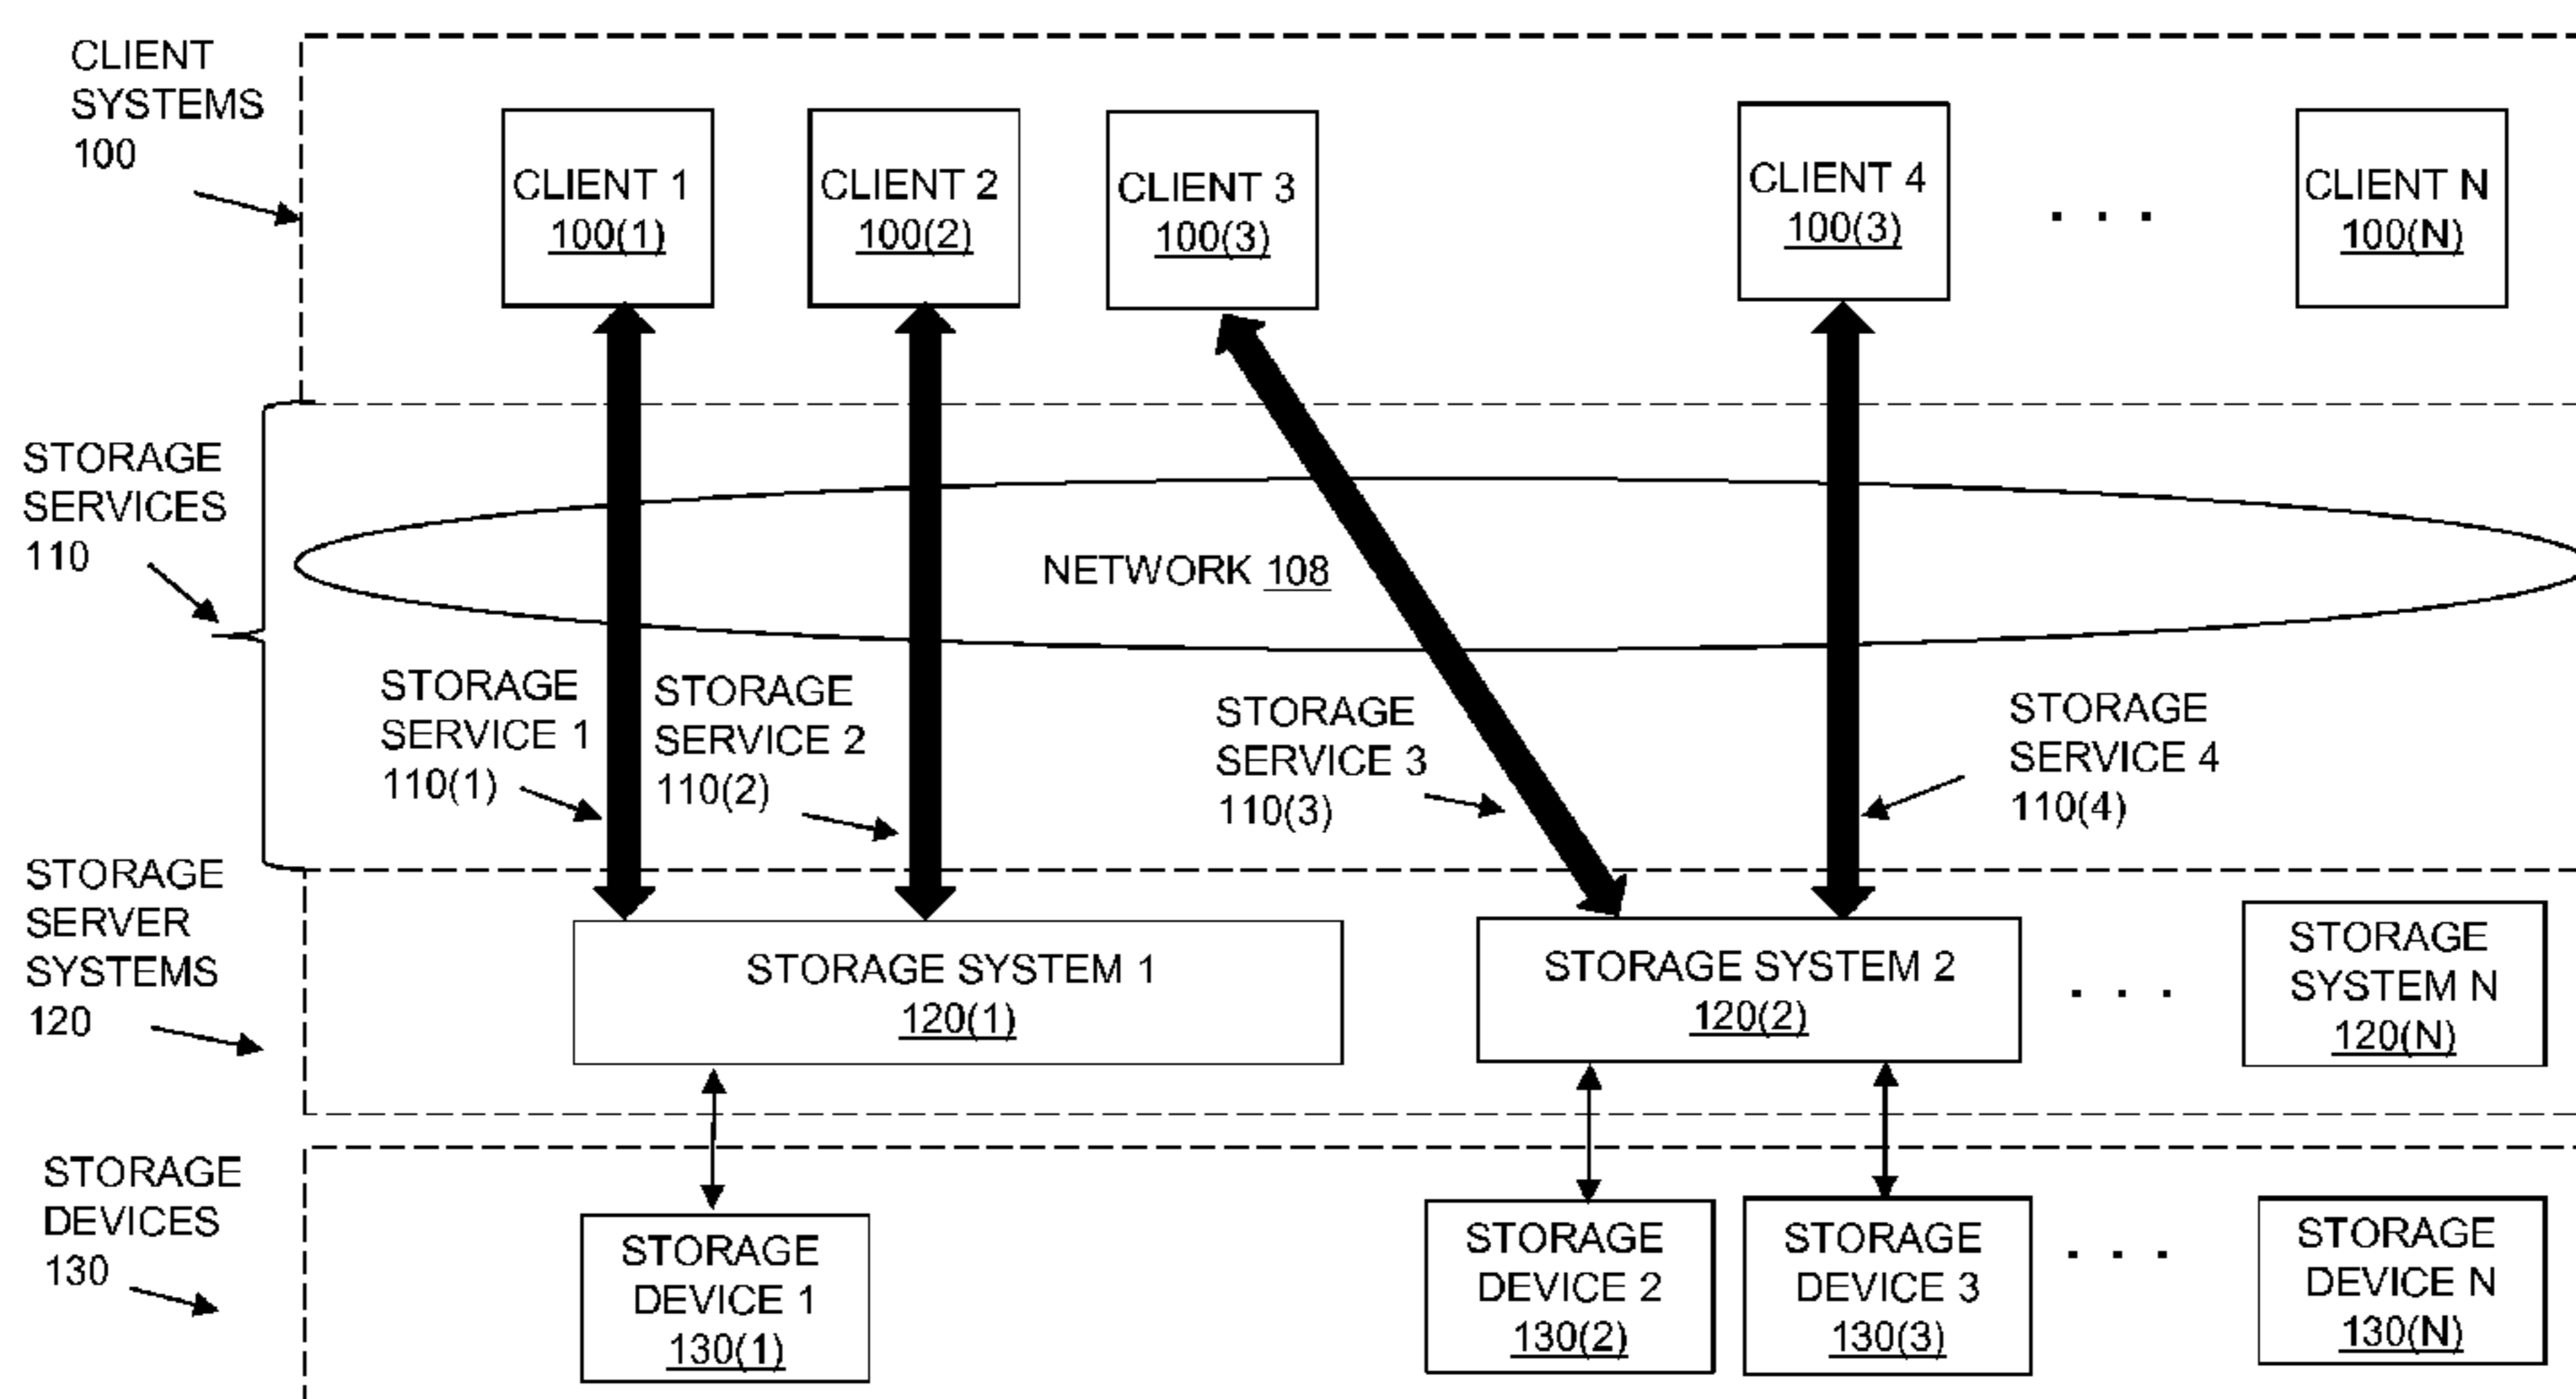 CLIENT
SYSTEMS
100
CLIENT 1
100(1)
CLIENT 2
100(2)
CLIENT 3
100(3)
CLIENT 4
100(3)
. . .
CLIENT N
100(N)
STORAGE
SERVICES
110
NETWORK 108
STORAGE
SERVICE 1
110(1)
STORAGE
SERVICE 2
110(2)
STORAGE
SERVICE 3
110(3)
STORAGE
SERVICE 4
110(4)
STORAGE
SERVER
SYSTEMS
120
STORAGE SYSTEM 1
120(1)
STORAGE SYSTEM 2
120(2)
. . .
STORAGE
SYSTEM N
120(N)
STORAGE
DEVICES
130
STORAGE
DEVICE 1
130(1)
STORAGE
DEVICE 2
130(2)
STORAGE
DEVICE 3
130(3)
. . .
STORAGE
DEVICE N
130(N)